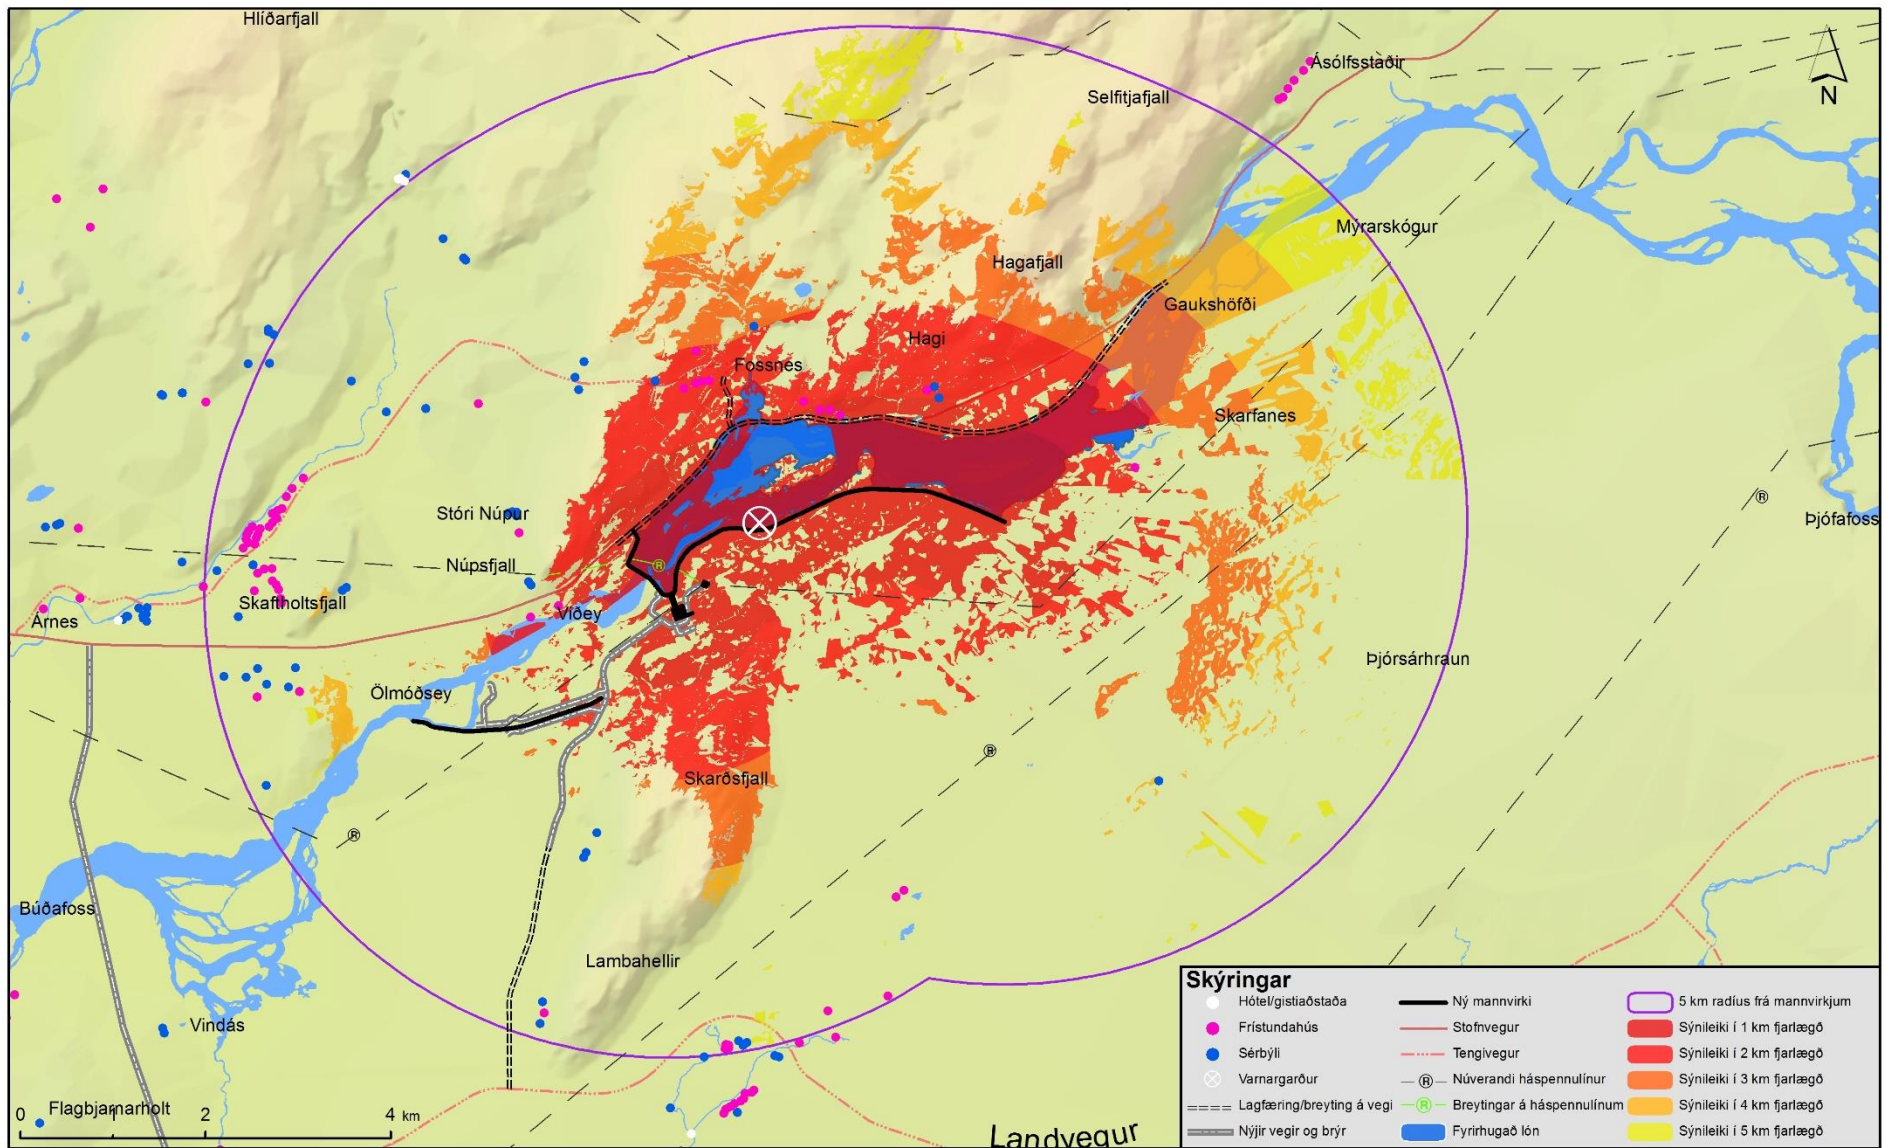 Hlíðarfjall
Ásólfsstaðir
Selfitjafjall
N
Mýrarskógur
Hagafjall
Gaukshöfði
Hagi
Fossnes
Skarfanes
Stóri Núpur
Þjófafoss
Núpsfjall
R
R
Skaftholtsfjall
Viðey
Árnes
Þjórsárhraun
Ölmóðsey
R
Skarðsfjall
R
Búðafoss
Lambahellir
Vindás
Flagbjarnarholt
0 1 2 4 km
Landvegur
Skýringar
Hótel/gistiaðstaða
Frístundahús
Sérbýli
Varnargarður
Lagfæring/breyting á vegi
Nýjir vegir og brýr
Ný mannvirki
Stofnvegur
Tengivegur
R Núverandi háspennulínur
R Breytingar á háspennulínum
Fyrirhugað lón
5 km radíus frá mannvirkjum
Sýnileiki í 1 km fjarlægð
Sýnileiki í 2 km fjarlægð
Sýnileiki í 3 km fjarlægð
Sýnileiki í 4 km fjarlægð
Sýnileiki í 5 km fjarlægð